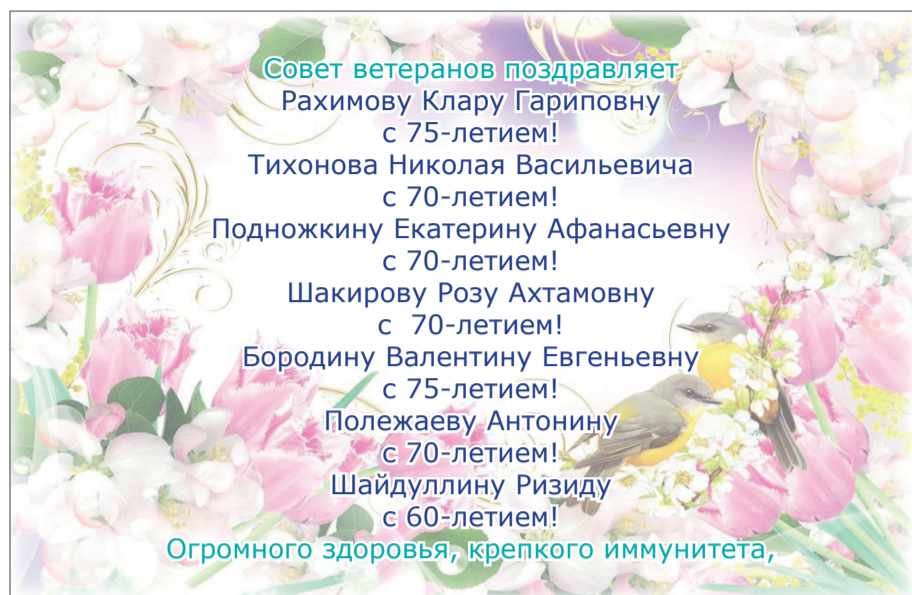 Совет ветеранов поздравляет
Рахимову Клару Гариповну
с 75-летием!
Тихонова Николая Васильевича
с 70-летием!
Подножкину Екатерину Афанасьевну
с 70-летием!
Шакирову Розу Ахтамовну
с 70-летием!
Бородину Валентину Евгеньевну
с 75-летием!
Полежаеву Антонину
с 70-летием!
Шайдуллину Ризиду
с 60-летием!
Огромного здоровья, крепкого иммунитета,